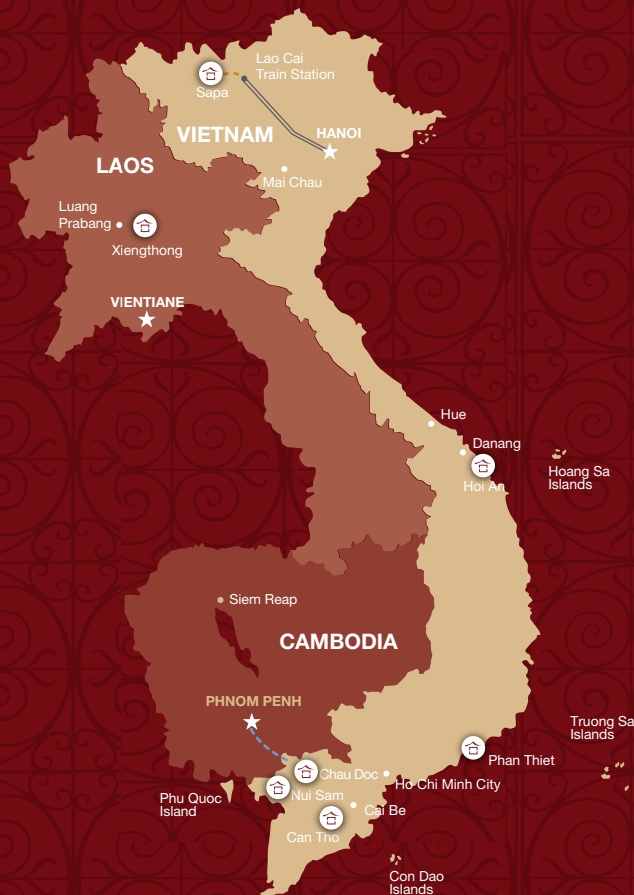 Lao Cai
Train Station
Sapa
VIETNAM
HANOI
LAOS
Mai Chau
Luang
Prabang
Xiengthong
VIENTIANE
Hue
Danang
Hoi An
Hoang Sa
Islands
Siem Reap
CAMBODIA
PHNOM PENH
Truong Sa
Islands
Phan Thiet
Chau Doc
Ho Chi Minh City
Nui Sam
Phu Quoc
Island
Cai Be
Can Tho
Con Dao
Islands